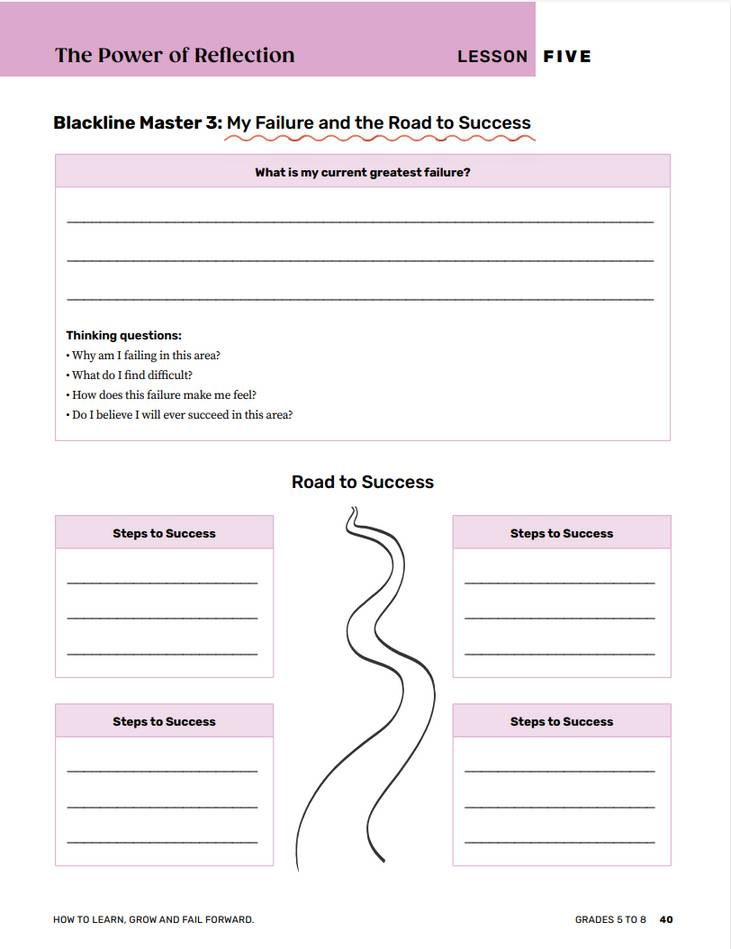 The Power of Reflection LESSON FIVE
Blackline Master 3: My Failure and the Road to Success
What is my current greatest failure?
Thinking questions:
• Why am I failing in this area?
• What do I find difficult?
• How does this failure make me feel?
• Do I believe I will ever succeed in this area?
Road to Success
Steps to Success
Steps to Success
Steps to Success
Steps to Success
HOW TO LEARN, GROW AND FAIL FORWARD. GRADES 5 TO 8 40